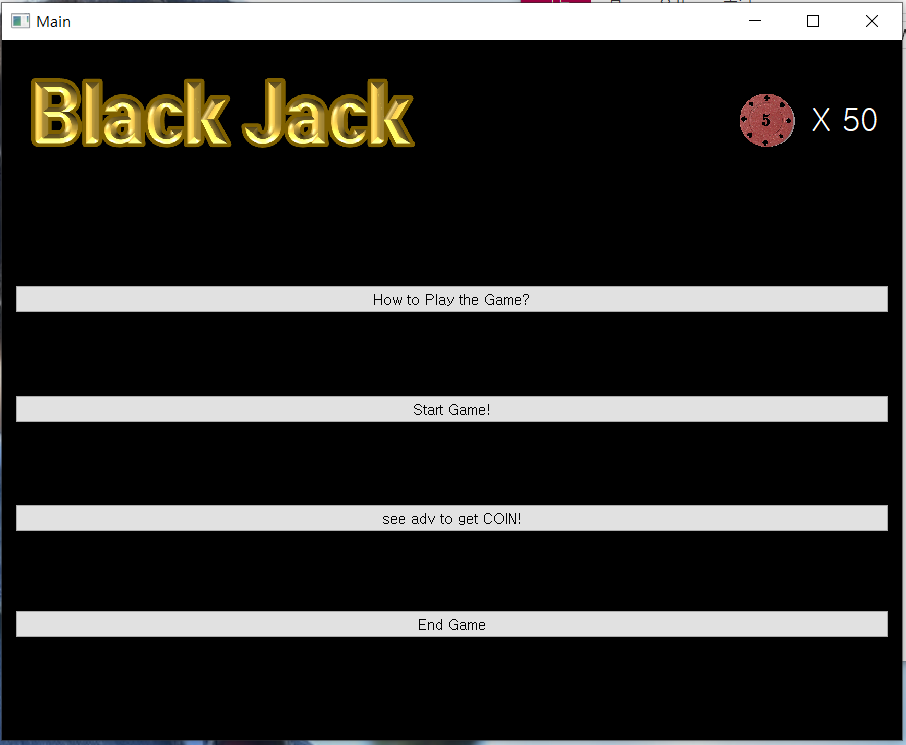 Main
Black Jack
5 X 50
How to Play the Game?
Start Game!
see adv to get COIN!
End Game